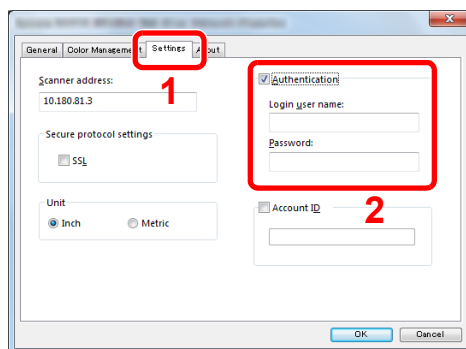 General Color Management Settings About
1
Scanner address:
10.180.81.3
Secure protocol settings
SSL
Unit
Inch Metric
Authentication
Login user name:
Password:
2
Account ID
OK Cancel